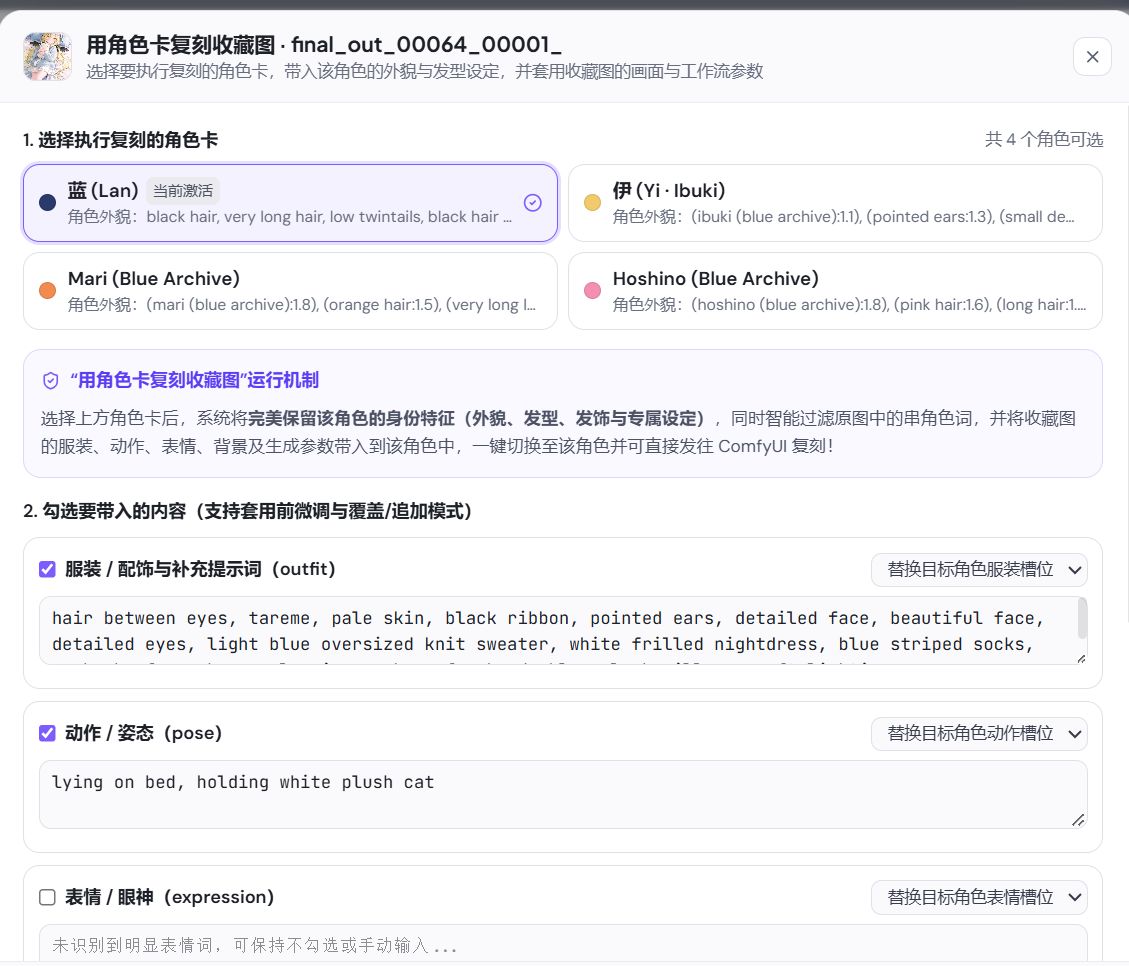 用角色卡复刻收藏图 · final_out_00064_00001_
选择要执行复刻的角色卡，带入该角色的外貌与发型设定，并套用收藏图的画面与工作流参数
1. 选择执行复刻的角色卡
共 4 个角色可选
蓝 (Lan) 当前激活
角色外貌：black hair, very long hair, low twintails, black hair ...
伊 (Yi · Ibuki)
角色外貌：(ibuki (blue archive):1.1), (pointed ears:1.3), (small de...
Mari (Blue Archive)
角色外貌：(mari (blue archive):1.8), (orange hair:1.5), (very long l...
Hoshino (Blue Archive)
角色外貌：(hoshino (blue archive):1.8), (pink hair:1.6), (long hair:1....
“用角色卡复刻收藏图”运行机制
选择上方角色卡后，系统将完美保留该角色的身份特征（外貌、发型、发饰与专属设定），同时智能过滤原图中的串角色词，并将收藏图
的服装、动作、表情、背景及生成参数带入到该角色中，一键切换至该角色并可直接发往 ComfyUI 复刻！
2. 勾选要带入的内容（支持套用前微调与覆盖/追加模式）
服装 / 配饰与补充提示词（outfit）
替换目标角色服装槽位
hair between eyes, tareme, pale skin, black ribbon, pointed ears, detailed face, beautiful face,
detailed eyes, light blue oversized knit sweater, white frilled nightdress, blue striped socks,
动作 / 姿态（pose）
替换目标角色动作槽位
lying on bed, holding white plush cat
表情 / 眼神（expression）
替换目标角色表情槽位
未识别到明显表情词，可保持不勾选或手动输入...